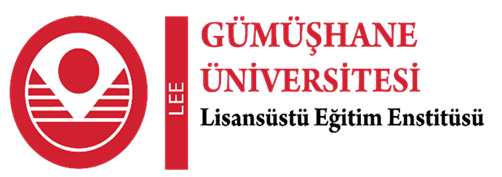 LEE
GÜMÜŞHANE
ÜNİVERSİTESİ
Lisansüstü Eğitim Enstitüsü